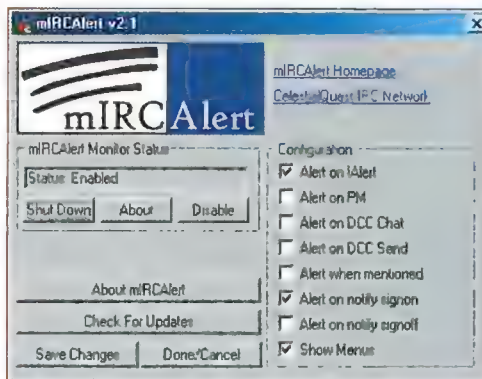 mIRCAlert v2.1
mIRC Alert
mIRCAlert Homepage
CelestialQuest IRC Network
mIRCAlert Monitor Status
Status: Enabled
Shut Down
About
Disable
About mIRCAlert
Check For Updates
Save Changes
Done/Cancel
Configuration
Alert on !Alert
Alert on PM
Alert on DCC Chat
Alert on DCC Send
Alert when mentioned
Alert on notify signon
Alert on notify signoff
Show Menus